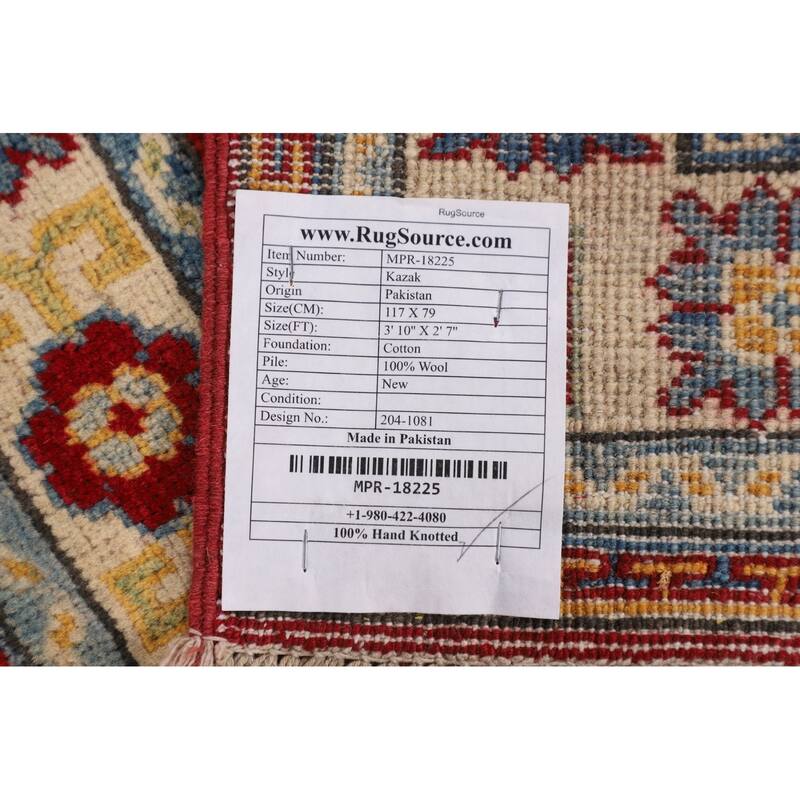 RugSource
www.RugSource.com
Item Number: MPR-18225
Style Kazak
Origin Pakistan
Size(CM): 117 X 79
Size(FT): 3' 10" X 2' 7"
Foundation: Cotton
Pile: 100% Wool
Age: New
Condition:
Design No.: 204-1081
Made in Pakistan
MPR-18225
+1-980-422-4080
100% Hand Knotted